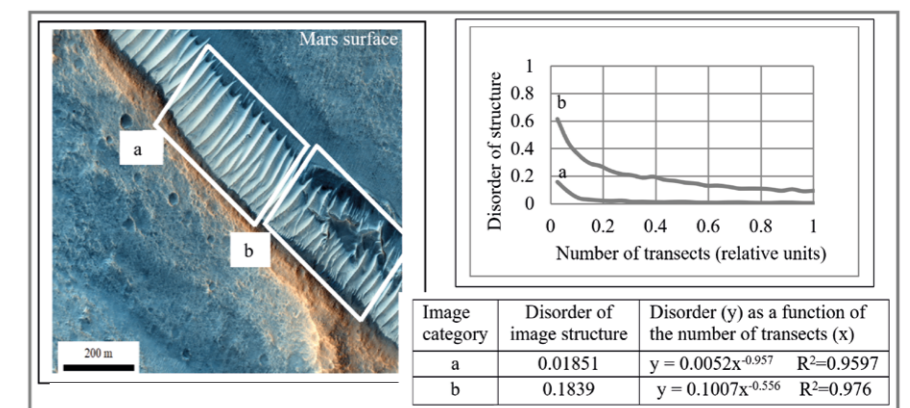 Mars surface
a
b
200 m
Disorder of structure
1
0.8
0.6
0.4
0.2
0
b
a
0 0.2 0.4 0.6 0.8 1
Number of transects (relative units)
Image category | Disorder of image structure | Disorder (y) as a function of the number of transects (x)
a 0.01851 y = 0.0052x-0.957 R²=0.9597
b 0.1839 y = 0.1007x-0.556 R²=0.976